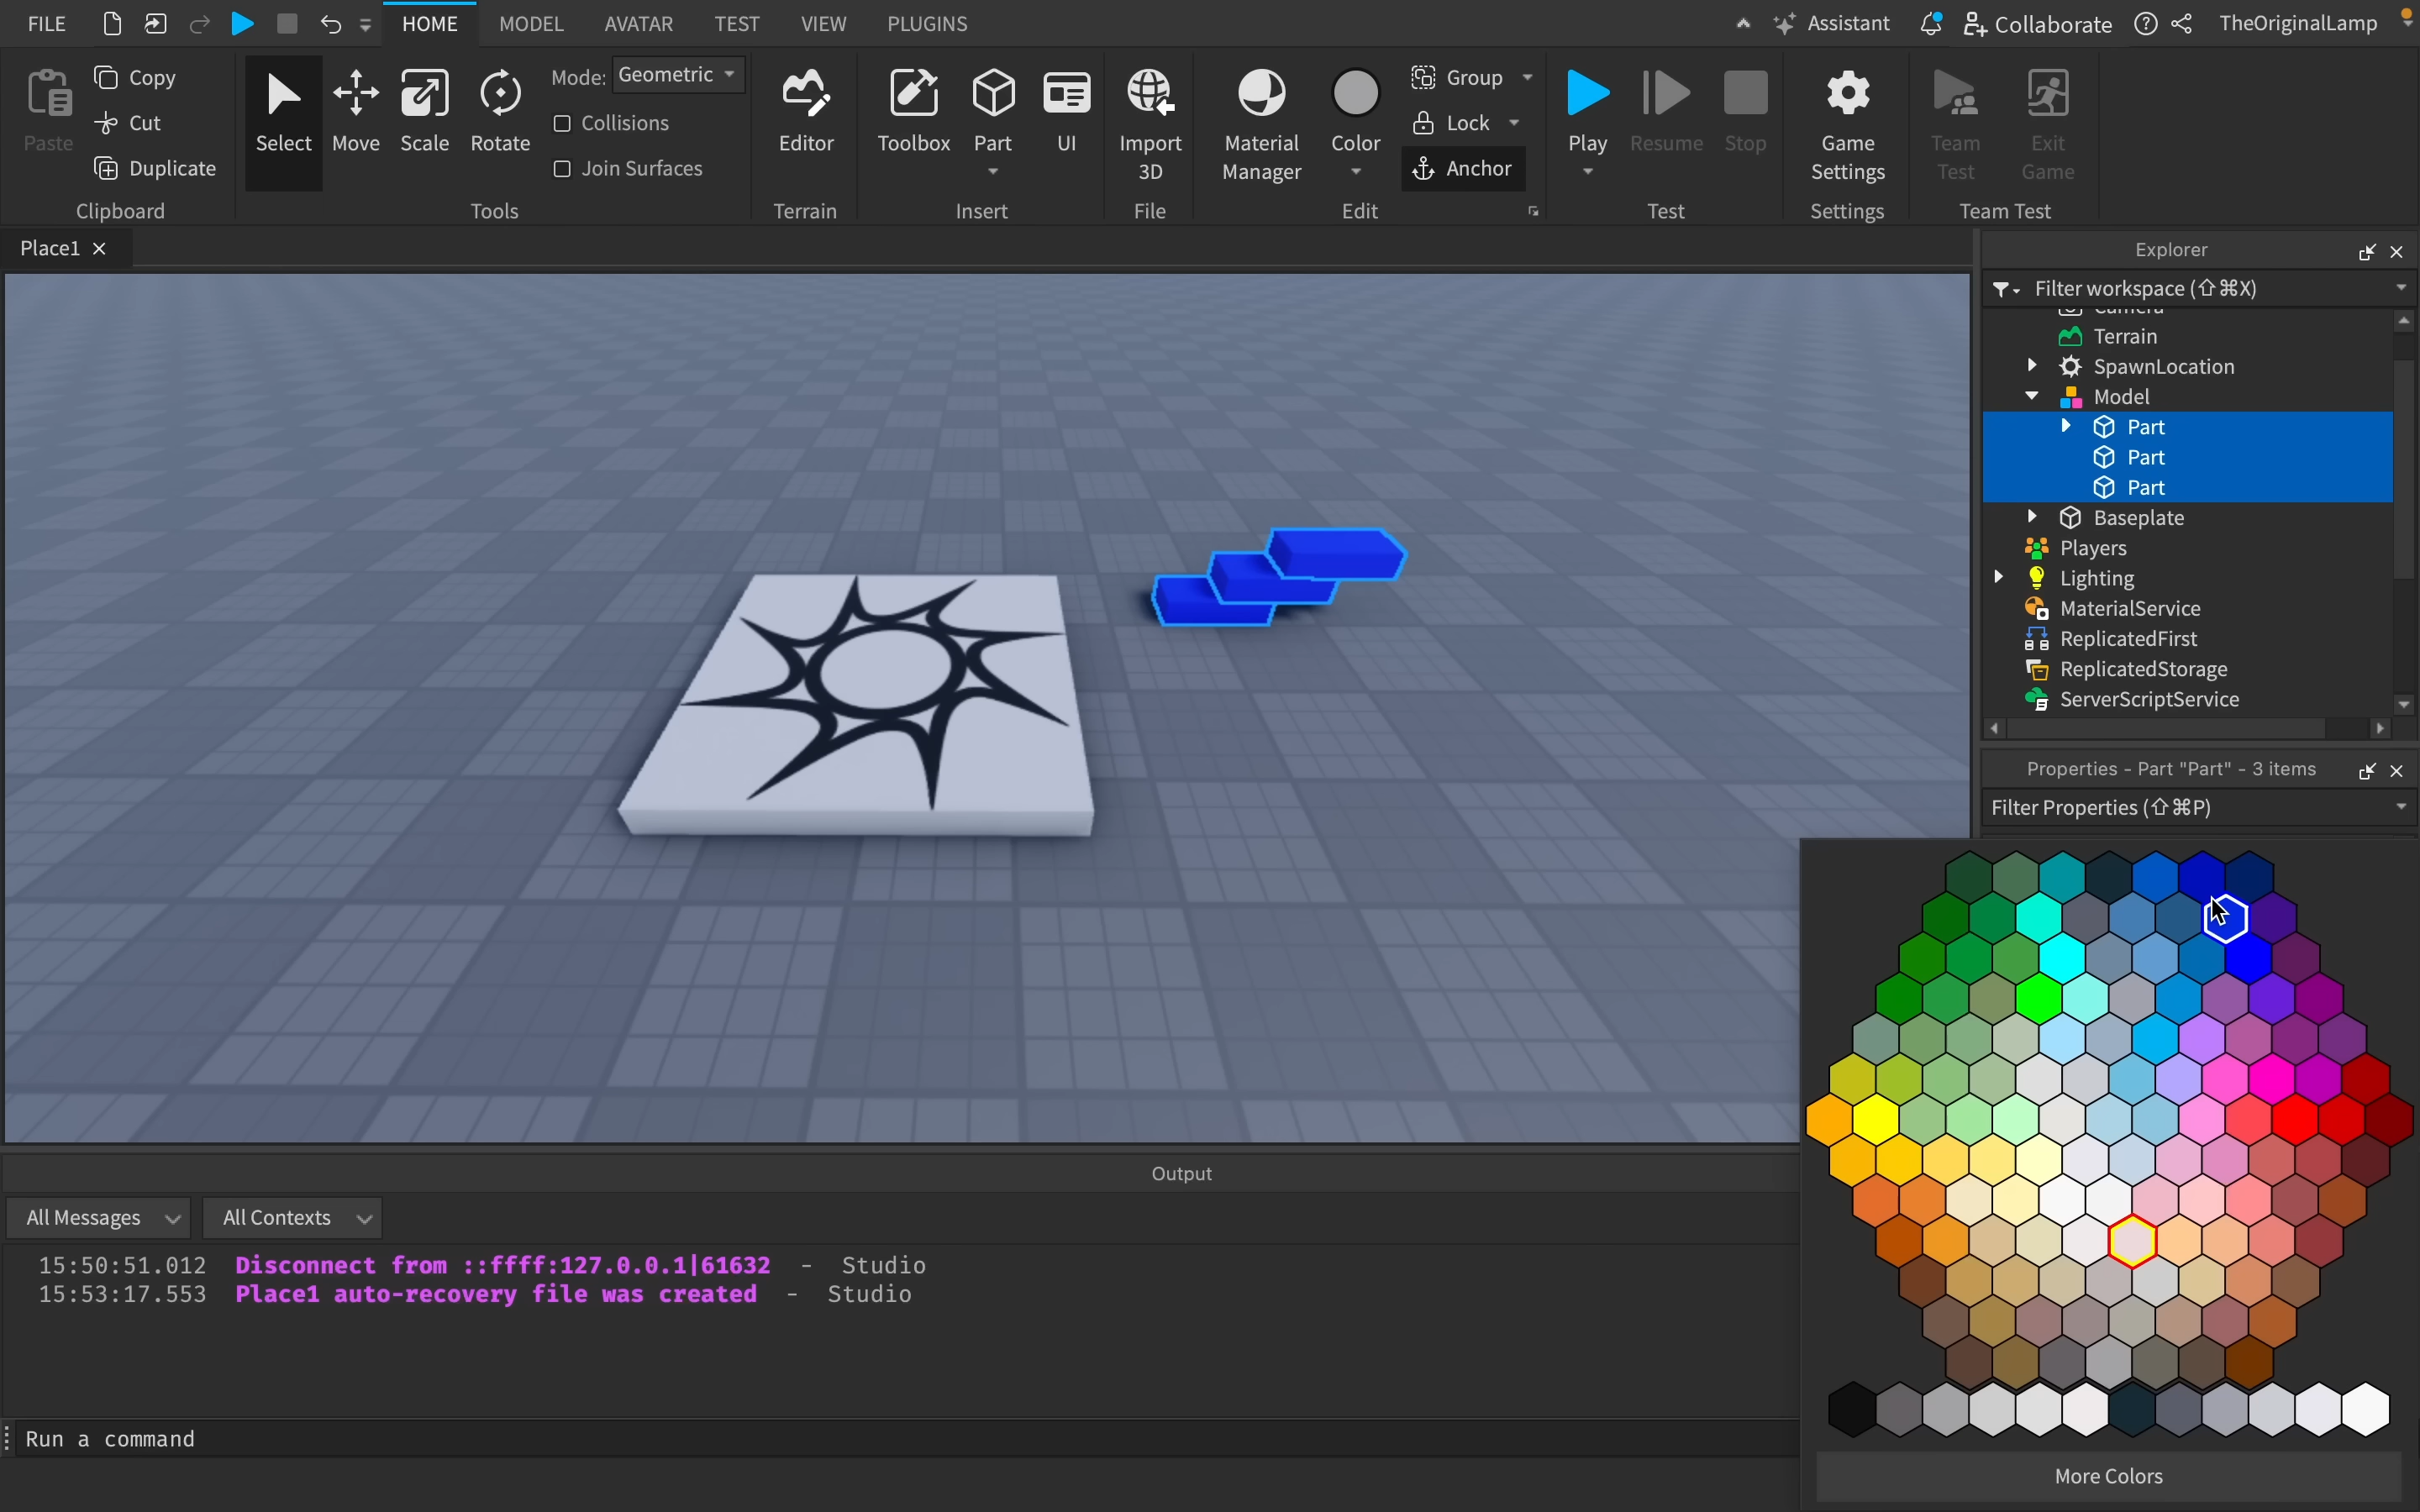 FILE HOME MODEL AVATAR TEST VIEW PLUGINS Assistant Collaborate TheOriginalLamp
Paste Copy Cut Duplicate
Clipboard
Select Move Scale Rotate
Mode: Geometric
Collisions
Join Surfaces
Tools
Editor
Terrain
Toolbox Part UI
Insert
Import
3D
File
Material
Manager
Color
Group
Lock
Anchor
Edit
Play Resume Stop
Test
Game
Settings
Settings
Team
Test
Exit
Game
Team Test
Place1
Explorer
Filter workspace (⇧⌘X)
Camera
Terrain
SpawnLocation
Model
Part
Part
Part
Baseplate
Players
Lighting
MaterialService
ReplicatedFirst
ReplicatedStorage
ServerScriptService
Properties - Part "Part" - 3 items
Filter Properties (⇧⌘P)
More Colors
Output
All Messages All Contexts
15:50:51.012 Disconnect from ::ffff:127.0.0.1|61632 - Studio
15:53:17.553 Place1 auto-recovery file was created - Studio
Run a command